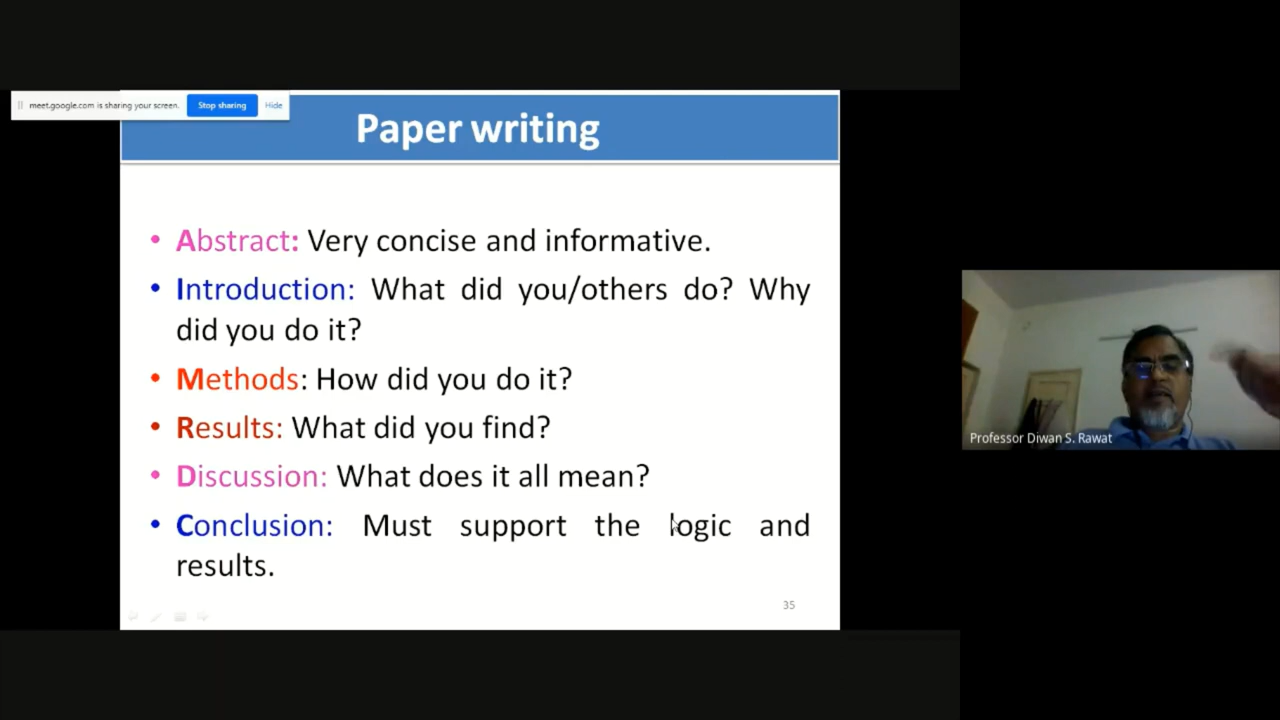 meet.google.com is sharing your screen. Stop sharing Hide
Paper writing
• Abstract: Very concise and informative.
• Introduction: What did you/others do? Why
did you do it?
• Methods: How did you do it?
• Results: What did you find?
• Discussion: What does it all mean?
• Conclusion: Must support the logic and
results.
35
Professor Diwan S. Rawat